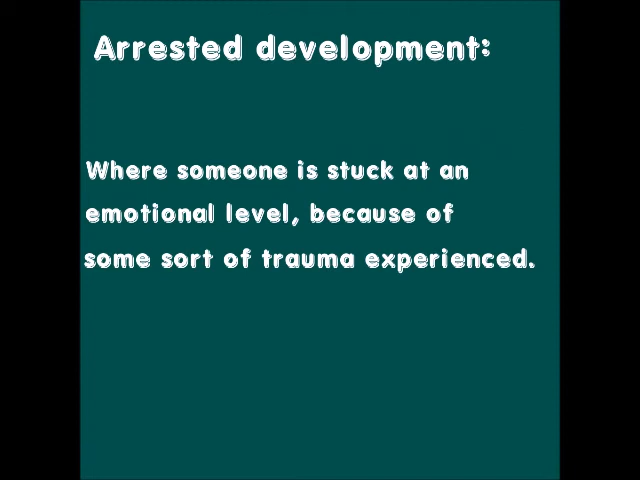 Arrested development:
Where someone is stuck at an
emotional level, because of
some sort of trauma experienced.